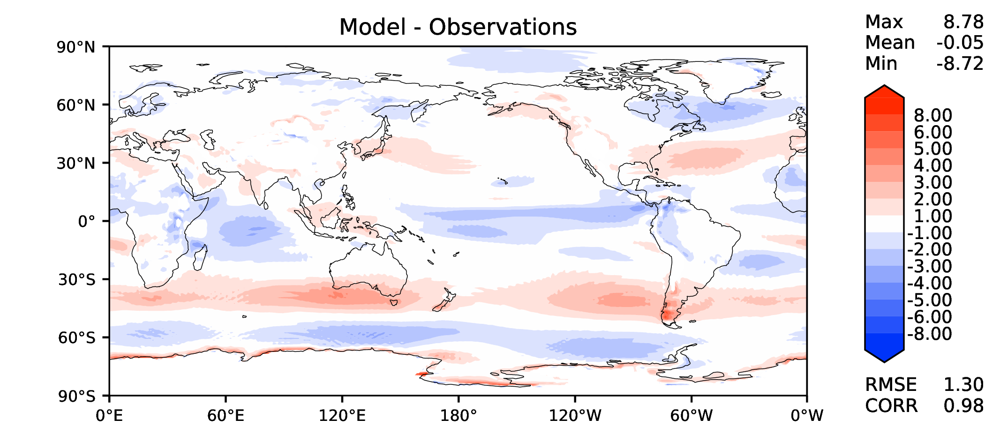 Model - Observations
Max 8.78
Mean -0.05
Min -8.72
90°N
60°N
30°N
0°
30°S
60°S
90°S
0°E 60°E 120°E 180° 120°W 60°W 0°W
8.00
6.00
5.00
4.00
3.00
2.00
1.00
-1.00
-2.00
-3.00
-4.00
-5.00
-6.00
-8.00
RMSE 1.30
CORR 0.98